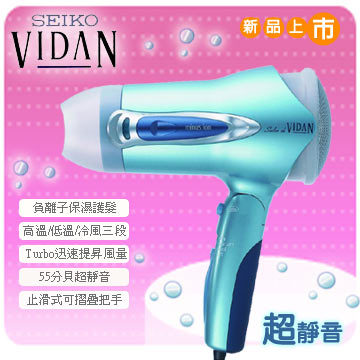 SEIKO
VIDAN
新品上市
VIDAN
負離子保濕護髮
高溫/低溫/冷風三段
Turbo迅速提昇風量
55分貝超靜音
止滑式可摺疊把手
超靜音